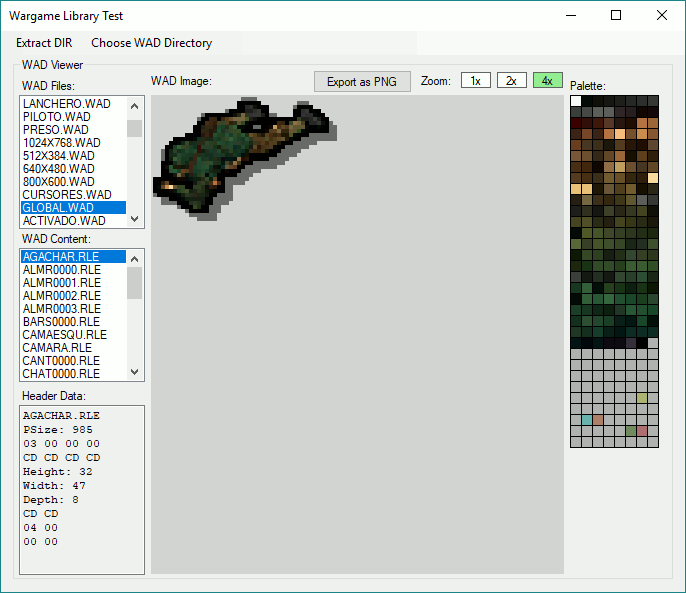 Wargame Library Test
Extract DIR Choose WAD Directory
WAD Viewer
WAD Files:
LANCHERO.WAD
PILOTO.WAD
PRESO.WAD
1024X768.WAD
512X384.WAD
640X480.WAD
800X600.WAD
CURSORES.WAD
GLOBAL.WAD
ACTIVADO.WAD
WAD Content:
AGACHAR.RLE
ALMR0000.RLE
ALMR0001.RLE
ALMR0002.RLE
ALMR0003.RLE
BARS0000.RLE
CAMAESQU.RLE
CAMARA.RLE
CANT0000.RLE
CHAT0000.RLE
Header Data:
AGACHAR.RLE
PSize: 985
03 00 00 00
CD CD CD CD
Height: 32
Width: 47
Depth: 8
CD CD
04 00
00 00
WAD Image:
Export as PNG
Zoom: 1x 2x 4x
Palette: